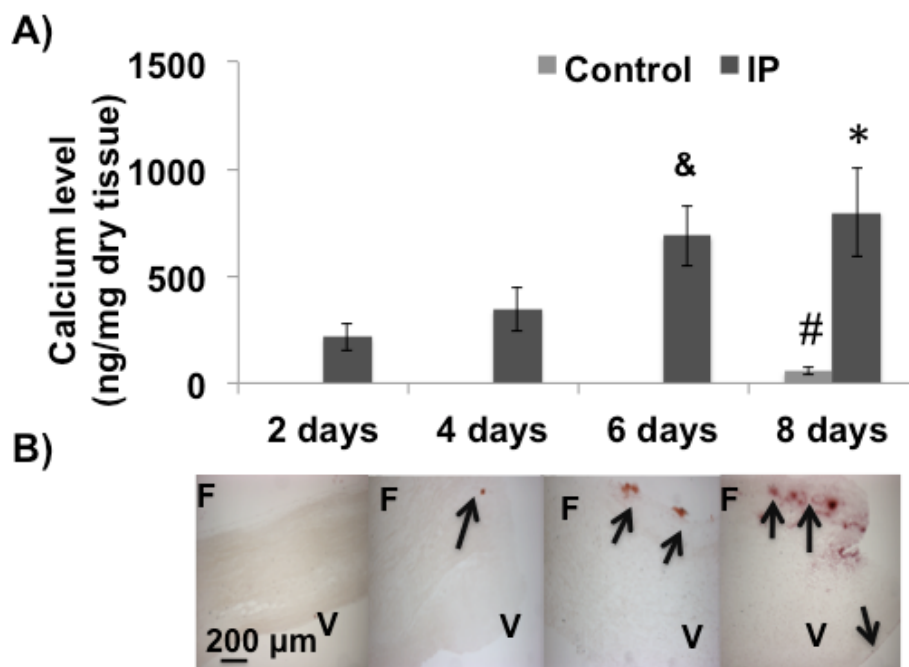 A)
Calcium level
(ng/mg dry tissue)
1500
1000
500
0
Control IP
&
*
#
2 days 4 days 6 days 8 days
B)
F F F F
V V V V
200 µm